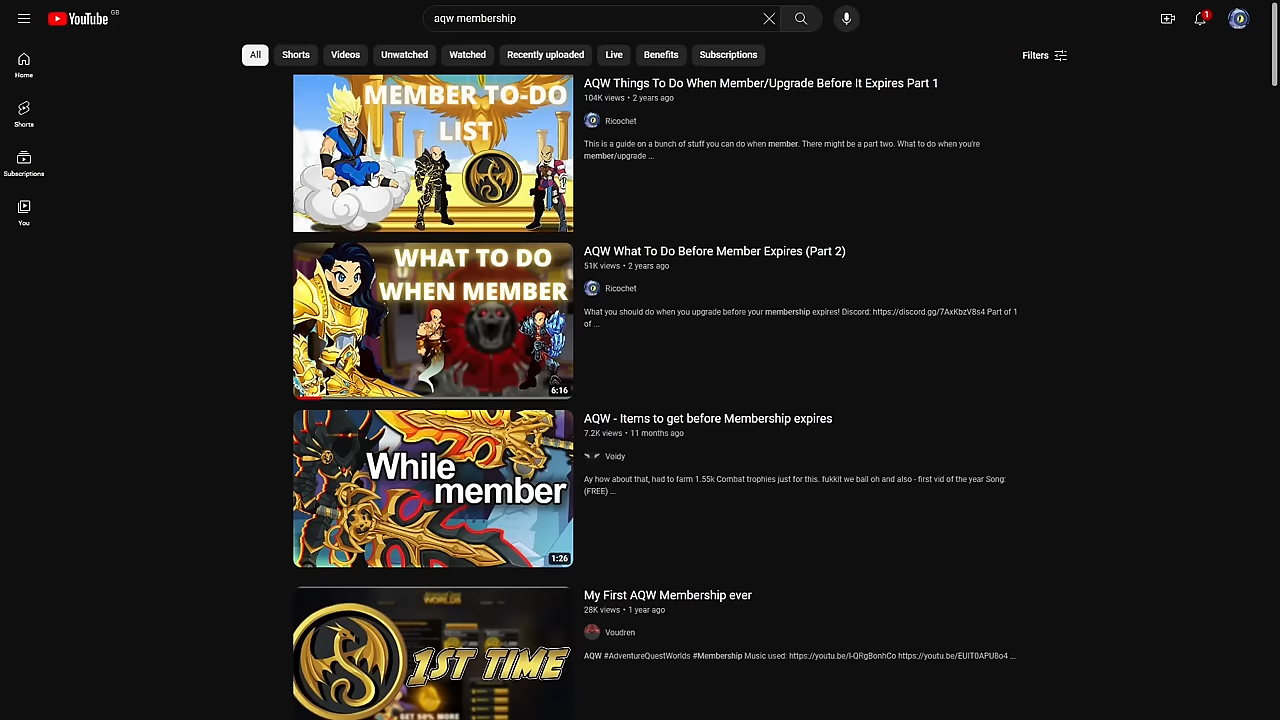 YouTube GB
aqw membership
1
Home
Shorts
Subscriptions
You
All
Shorts
Videos
Unwatched
Watched
Recently uploaded
Live
Benefits
Subscriptions
Filters
MEMBER TO-DO
LIST
AQW Things To Do When Member/Upgrade Before It Expires Part 1
104K views • 2 years ago
Ricochet
This is a guide on a bunch of stuff you can do when member. There might be a part two. What to do when you're
member/upgrade ...
WHAT TO DO
WHEN MEMBER
6:16
AQW What To Do Before Member Expires (Part 2)
51K views • 2 years ago
Ricochet
What you should do when you upgrade before your membership expires! Discord: https://discord.gg/7AxKbzV8s4 Part of 1
of ...
While
member
1:26
AQW - Items to get before Membership expires
7.2K views • 11 months ago
Voidy
Ay how about that, had to farm 1.55k Combat trophies just for this. fukkit we ball oh and also - first vid of the year Song:
(FREE) ...
WORLDS
1ST TIME
GET 50% MORE
My First AQW Membership ever
28K views • 1 year ago
Voudren
AQW #AdventureQuestWorlds #Membership Music used: https://youtu.be/I-QRgBonhCo https://youtu.be/EUIT0APU8o4 ...